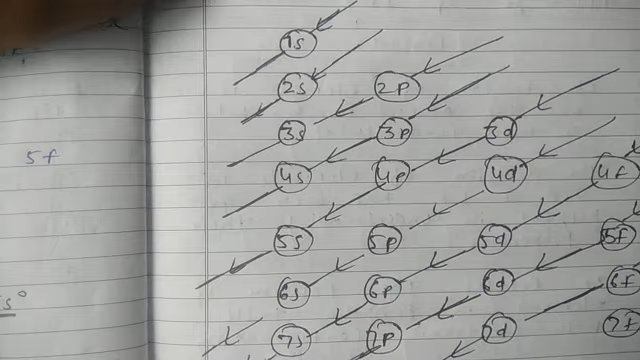 1s
2s 2p
3s 3p 3d
4s 4p 4d 4f
5f
5s 5p 5d 5f
6s 6p 6d 6f
s°
7s 7p 7d 7f